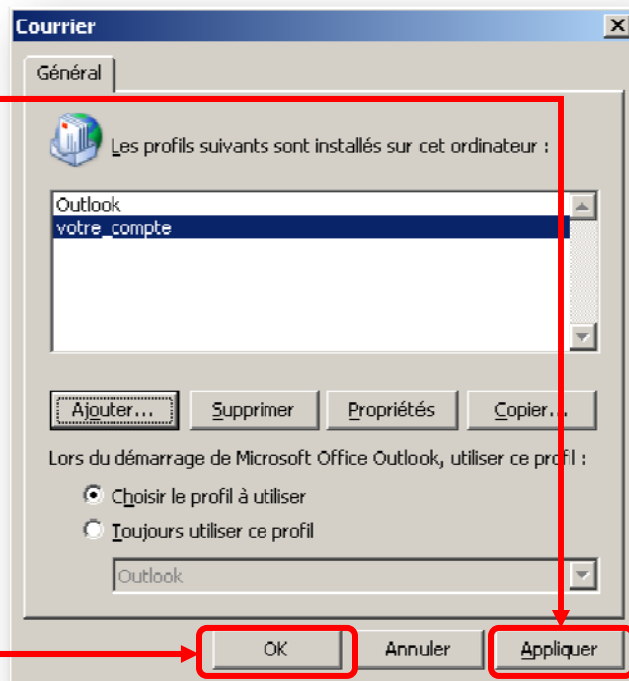 Courrier
Général
Les profils suivants sont installés sur cet ordinateur :
Outlook
votre_compte
Ajouter... Supprimer Propriétés Copier...
Lors du démarrage de Microsoft Office Outlook, utiliser ce profil :
Choisir le profil à utiliser
Toujours utiliser ce profil
Outlook
OK Annuler Appliquer